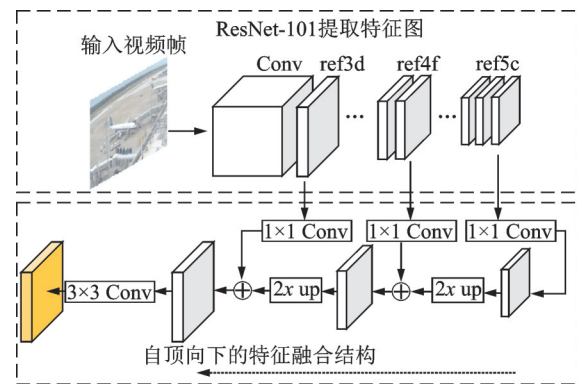 ResNet-101提取特征图
输入视频帧
Conv
ref3d
ref4f
ref5c
...
...
1×1 Conv
1×1 Conv
1×1 Conv
3×3 Conv
2x up
2x up
自顶向下的特征融合结构